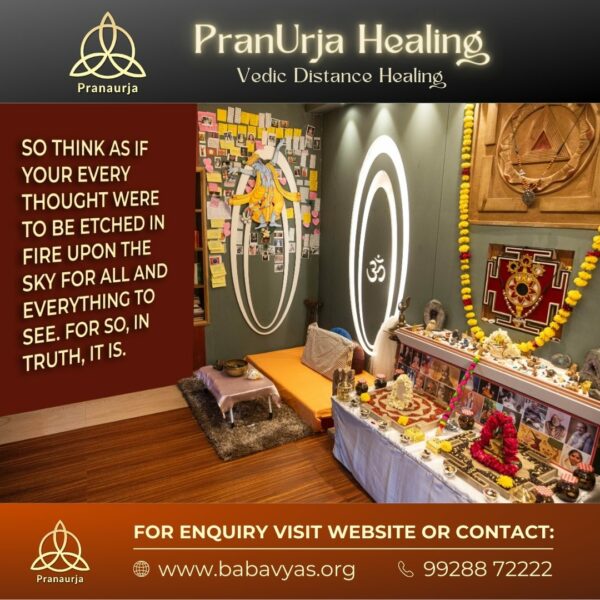 PranUrja Healing
Vedic Distance Healing
Pranaurja
SO THINK AS IF
YOUR EVERY
THOUGHT WERE
TO BE ETCHED IN
FIRE UPON THE
SKY FOR ALL AND
EVERYTHING TO
SEE. FOR SO, IN
TRUTH, IT IS.
ॐ
Pranaurja
FOR ENQUIRY VISIT WEBSITE OR CONTACT:
www.babavyas.org
99288 72222